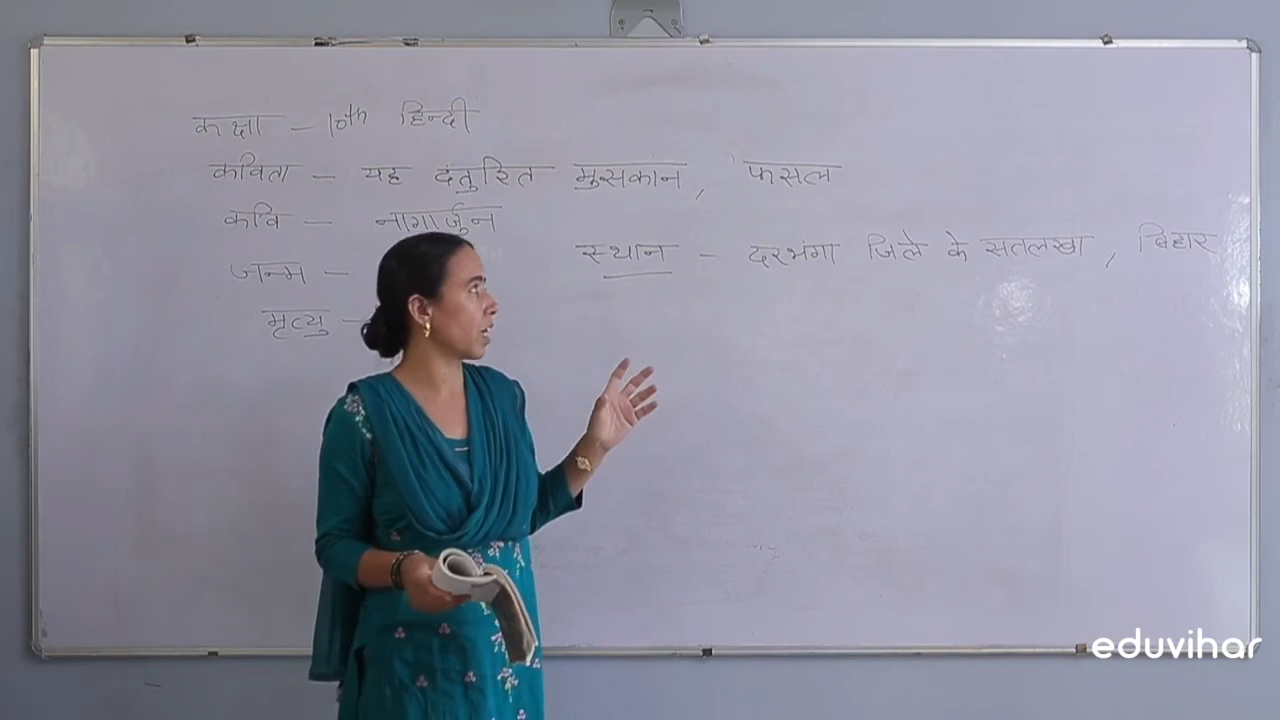 कक्षा – 10th हिन्दी
कविता – यह दंतुरित मुसकान, फसल
कवि – नागार्जुन
जन्म –
स्थान – दरभंगा जिले के सतलखा, बिहार
मृत्यु –
eduvihar